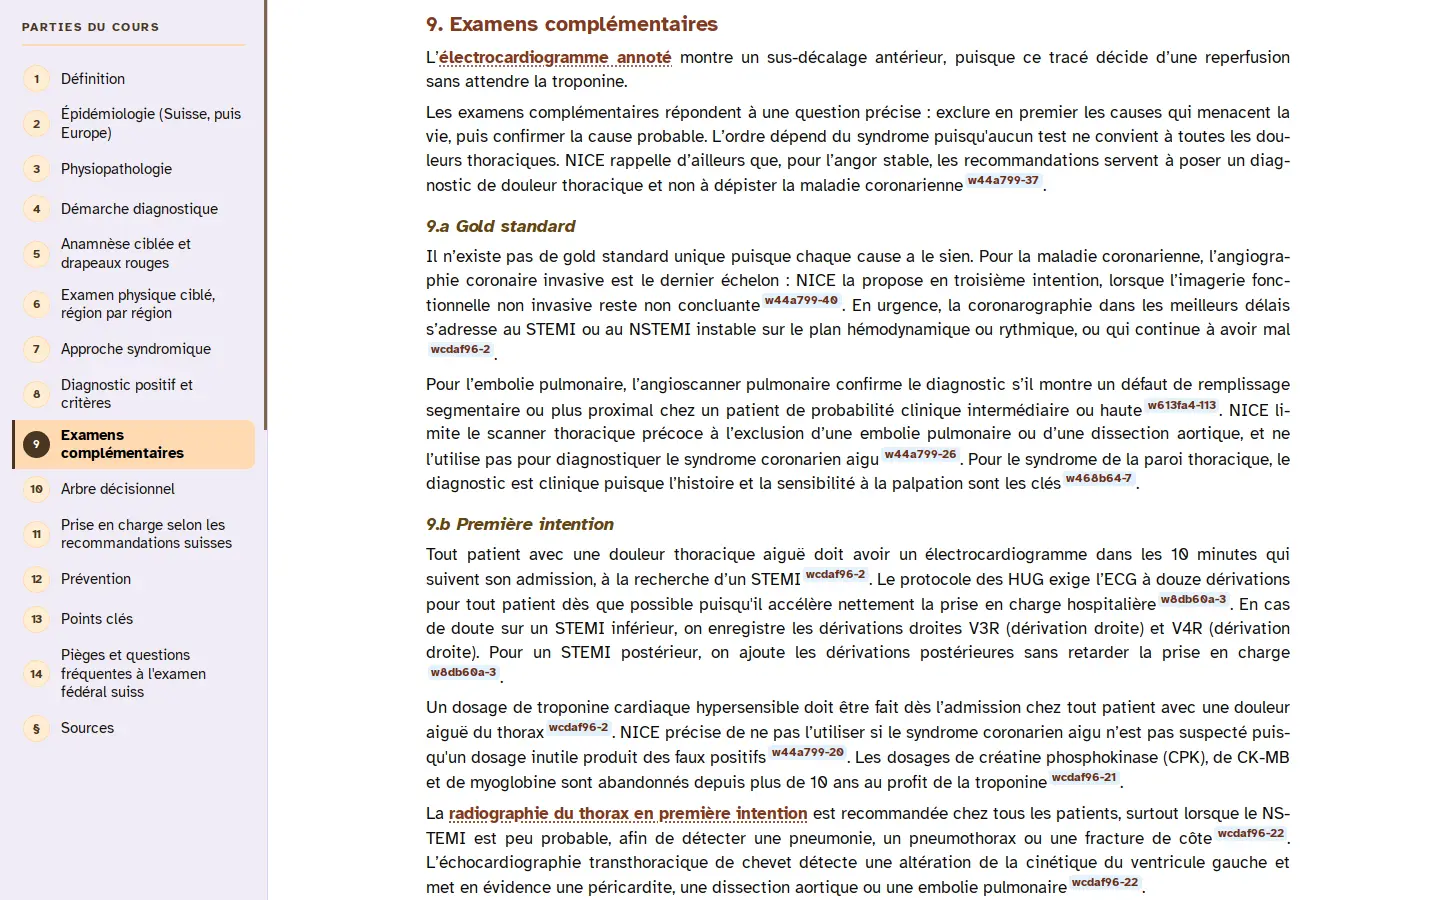 PARTIES DU COURS
1 Définition
2 Épidémiologie (Suisse, puis
Europe)
3 Physiopathologie
4 Démarche diagnostique
5 Anamnèse ciblée et
drapeaux rouges
6 Examen physique ciblé,
région par région
7 Approche syndromique
8 Diagnostic positif et
critères
9 Examens
complémentaires
10 Arbre décisionnel
11 Prise en charge selon les
recommandations suisses
12 Prévention
13 Points clés
14 Pièges et questions
fréquentes à l'examen
fédéral suiss
§ Sources
9. Examens complémentaires
L’électrocardiogramme annoté montre un sus-décalage antérieur, puisque ce tracé décide d’une reperfusion
sans attendre la troponine.
Les examens complémentaires répondent à une question précise : exclure en premier les causes qui menacent la
vie, puis confirmer la cause probable. L’ordre dépend du syndrome puisqu'aucun test ne convient à toutes les dou-
leurs thoraciques. NICE rappelle d’ailleurs que, pour l’angor stable, les recommandations servent à poser un diag-
nostic de douleur thoracique et non à dépister la maladie coronarienne w44a799-37.
9.a Gold standard
Il n’existe pas de gold standard unique puisque chaque cause a le sien. Pour la maladie coronarienne, l’angiogra-
phie coronaire invasive est le dernier échelon : NICE la propose en troisième intention, lorsque l’imagerie fonc-
tionnelle non invasive reste non concluante w44a799-40. En urgence, la coronarographie dans les meilleurs délais
s’adresse au STEMI ou au NSTEMI instable sur le plan hémodynamique ou rythmique, ou qui continue à avoir mal
wcdaf96-2.
Pour l’embolie pulmonaire, l’angioscanner pulmonaire confirme le diagnostic s’il montre un défaut de remplissage
segmentaire ou plus proximal chez un patient de probabilité clinique intermédiaire ou haute w613fa4-113. NICE li-
mite le scanner thoracique précoce à l’exclusion d’une embolie pulmonaire ou d’une dissection aortique, et ne
l’utilise pas pour diagnostiquer le syndrome coronarien aigu w44a799-26. Pour le syndrome de la paroi thoracique, le
diagnostic est clinique puisque l’histoire et la sensibilité à la palpation sont les clés w468b64-7.
9.b Première intention
Tout patient avec une douleur thoracique aiguë doit avoir un électrocardiogramme dans les 10 minutes qui
suivent son admission, à la recherche d’un STEMI wcdaf96-2. Le protocole des HUG exige l’ECG à douze dérivations
pour tout patient dès que possible puisqu'il accélère nettement la prise en charge hospitalière w8db60a-3. En cas
de doute sur un STEMI inférieur, on enregistre les dérivations droites V3R (dérivation droite) et V4R (dérivation
droite). Pour un STEMI postérieur, on ajoute les dérivations postérieures sans retarder la prise en charge
w8db60a-3.
Un dosage de troponine cardiaque hypersensible doit être fait dès l’admission chez tout patient avec une douleur
aiguë du thorax wcdaf96-2. NICE précise de ne pas l’utiliser si le syndrome coronarien aigu n’est pas suspecté puis-
qu'un dosage inutile produit des faux positifs w44a799-20. Les dosages de créatine phosphokinase (CPK), de CK-MB
et de myoglobine sont abandonnés depuis plus de 10 ans au profit de la troponine wcdaf96-21.
La radiographie du thorax en première intention est recommandée chez tous les patients, surtout lorsque le NS-
TEMI est peu probable, afin de détecter une pneumonie, un pneumothorax ou une fracture de côte wcdaf96-22.
L’échocardiographie transthoracique de chevet détecte une altération de la cinétique du ventricule gauche et
met en évidence une péricardite, une dissection aortique ou une embolie pulmonaire wcdaf96-22.